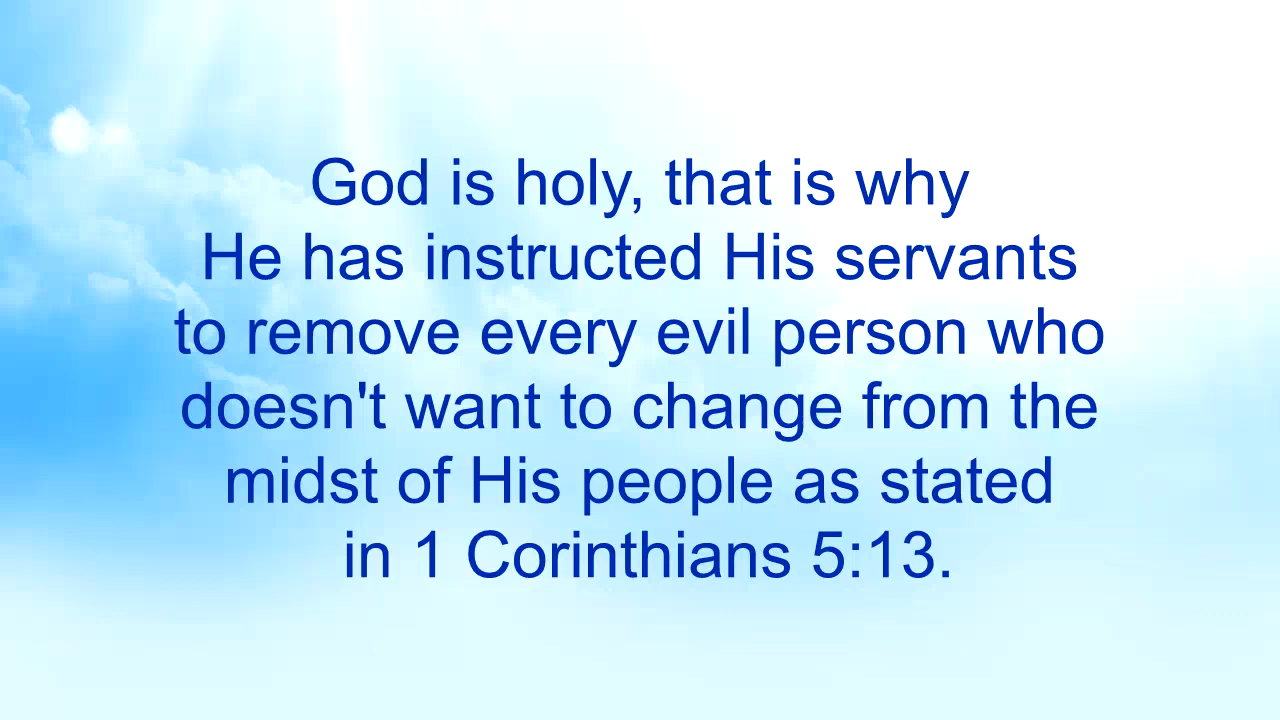 God is holy, that is why
He has instructed His servants
to remove every evil person who
doesn't want to change from the
midst of His people as stated
in 1 Corinthians 5:13.